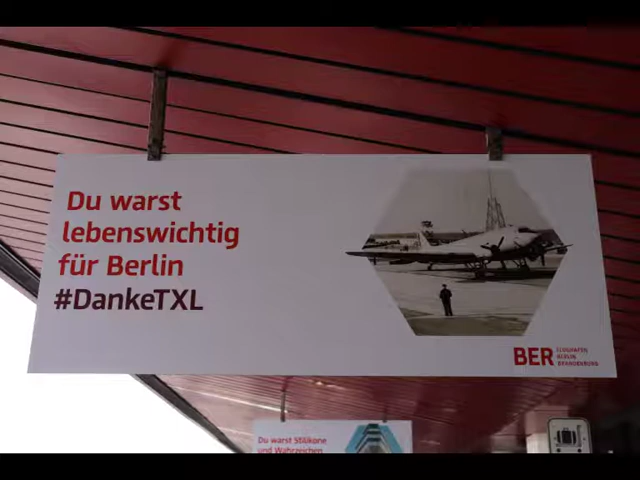 Du warst
lebenswichtig
für Berlin
#DankeTXL
BER
FLUGHAFEN
BERLIN
BRANDENBURG
Du warst Stilikone
und Wahrzeichen